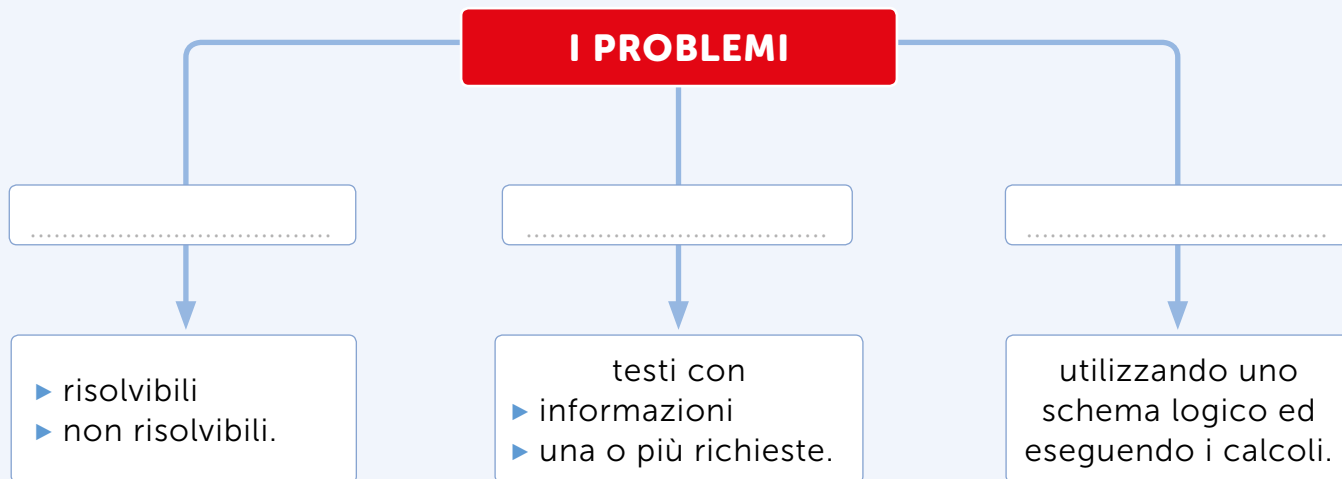 I PROBLEMI
....................................
....................................
....................................
▶ risolvibili
▶ non risolvibili.
testi con
▶ informazioni
▶ una o più richieste.
utilizzando uno
schema logico ed
eseguendo i calcoli.